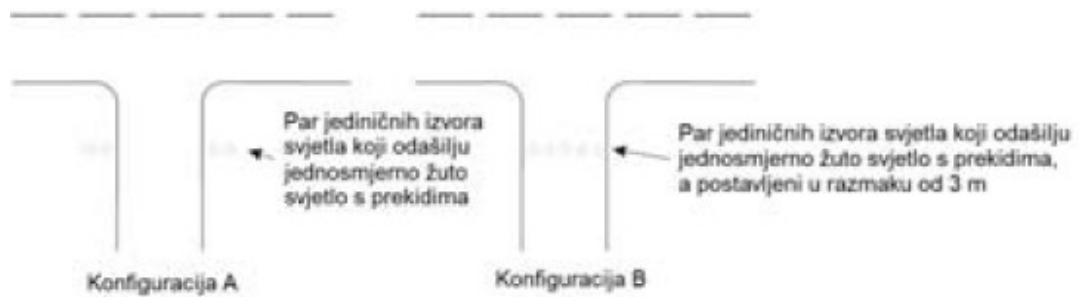 Par jediničnih izvora
svjetla koji odašilju
jednosmjerno žuto
svjetlo s prekidima
Par jediničnih izvora svjetla koji odašilju
jednosmjerno žuto svjetlo s prekidima,
a postavljeni u razmaku od 3 m
Konfiguracija A
Konfiguracija B